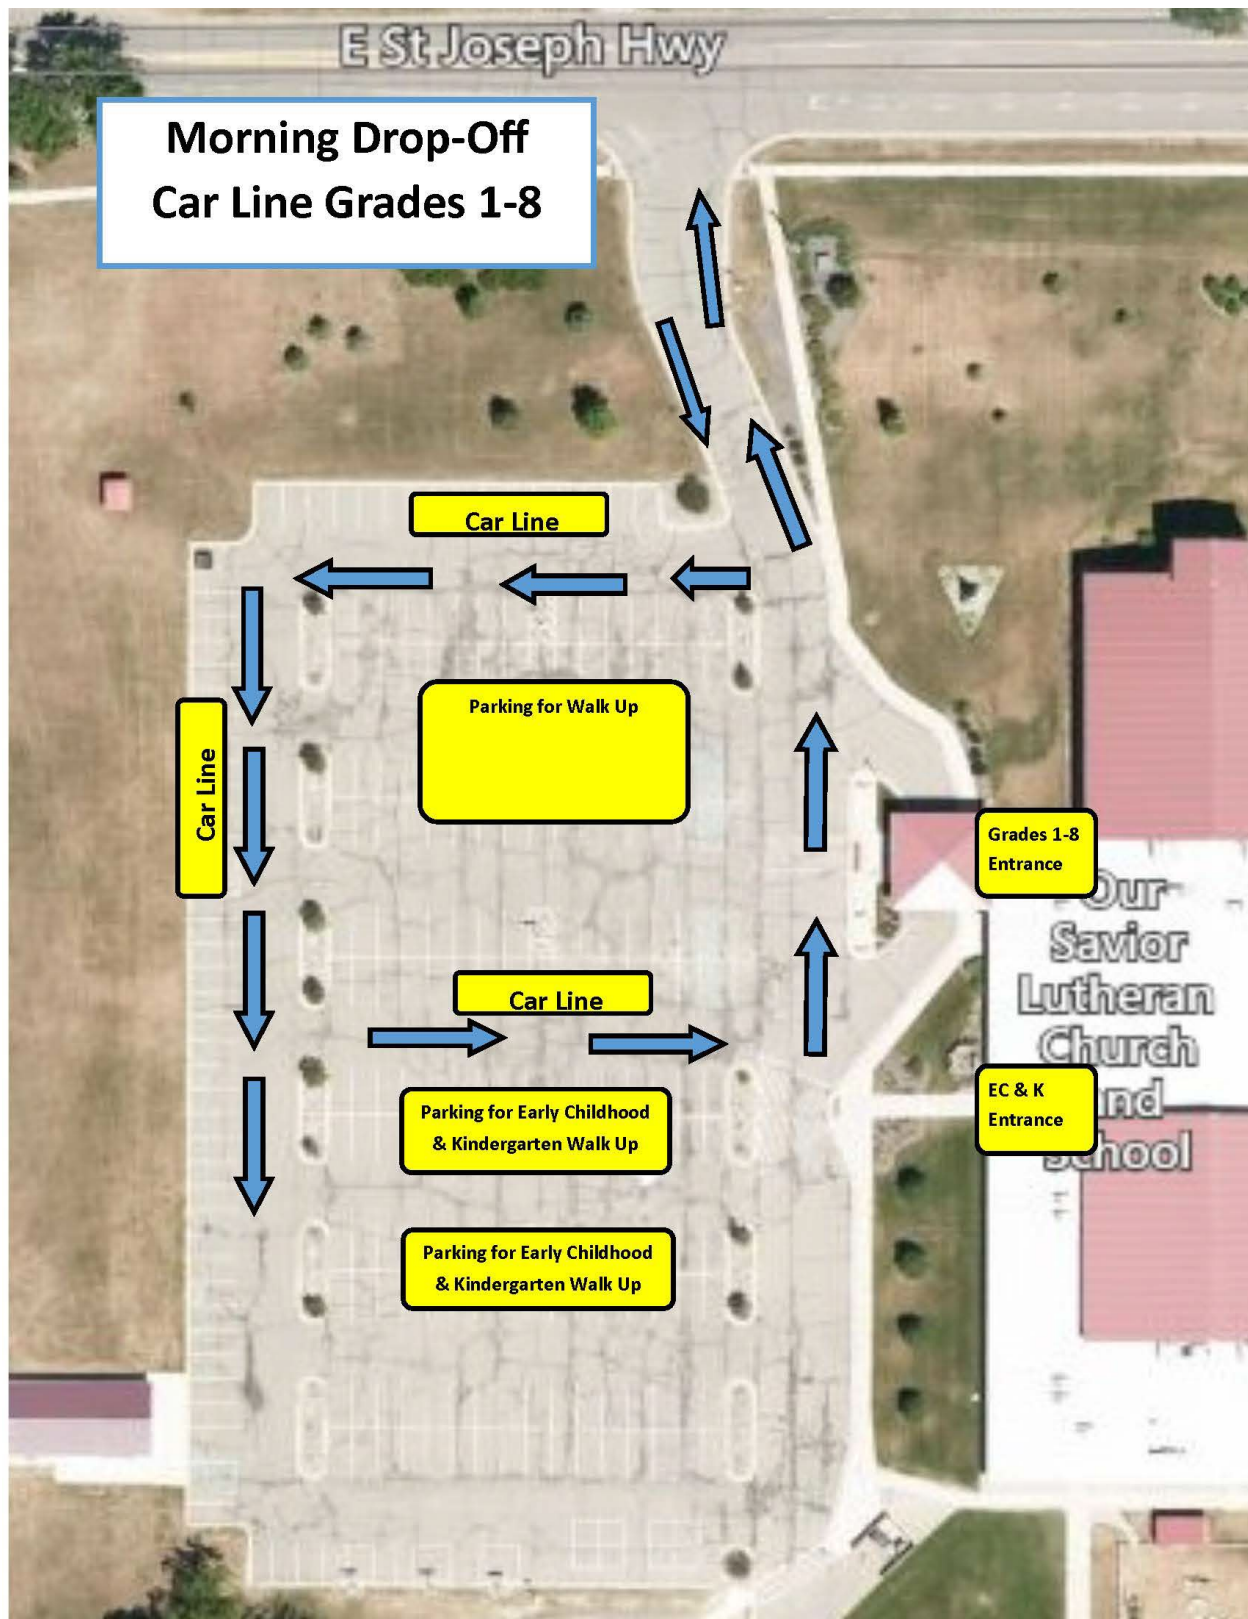 E St Joseph Hwy
Morning Drop-Off
Car Line Grades 1-8
Car Line
Parking for Walk Up
Car Line
Grades 1-8
Entrance
Our
Savior
Lutheran
Church
and
School
Car Line
EC & K
Entrance
Parking for Early Childhood
& Kindergarten Walk Up
Parking for Early Childhood
& Kindergarten Walk Up